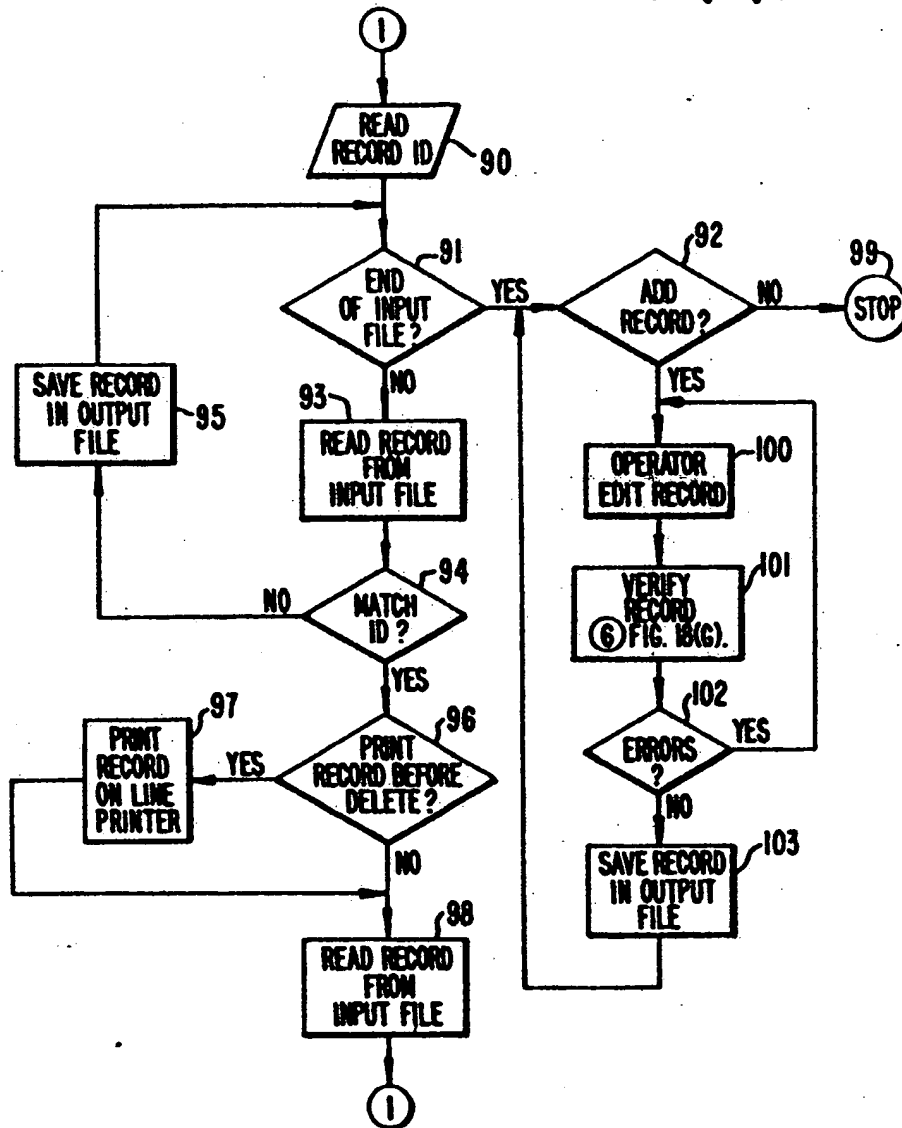 1
READ
RECORD ID
90
91
END
OF INPUT
FILE?
YES
NO
92
ADD
RECORD?
NO
YES
99
STOP
SAVE RECORD
IN OUTPUT
FILE
95
93
READ RECORD
FROM
INPUT FILE
94
MATCH
ID?
NO
YES
100
OPERATOR
EDIT RECORD
101
VERIFY
RECORD
6 FIG. 18(G).
102
ERRORS
?
YES
NO
103
SAVE RECORD
IN OUTPUT
FILE
96
PRINT
RECORD BEFORE
DELETE?
YES
NO
97
PRINT
RECORD
ON LINE
PRINTER
98
READ RECORD
FROM
INPUT FILE
1